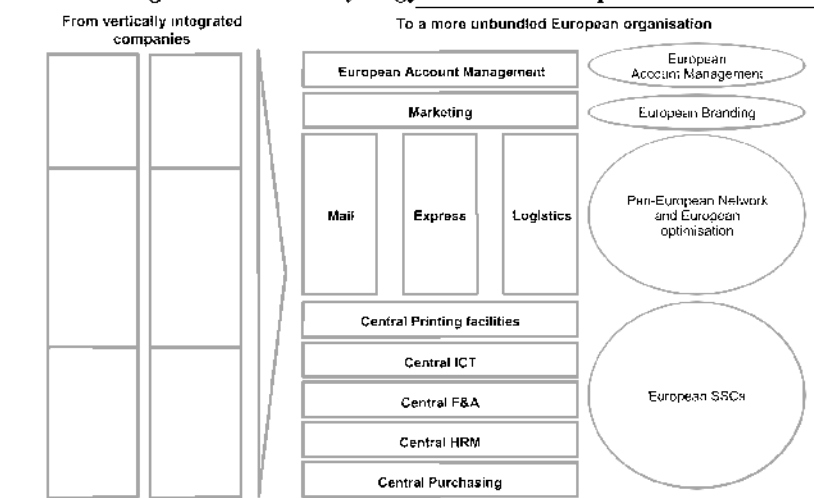 From vertically integrated
companies
To a more unbundled European organisation
European Account Management
European
Account Management
Marketing
European Branding
Mail
Express
Logistics
Pan-European Network
and European
optimisation
Central Printing facilities
Central ICT
Central F&A
European SSCs
Central HRM
Central Purchasing